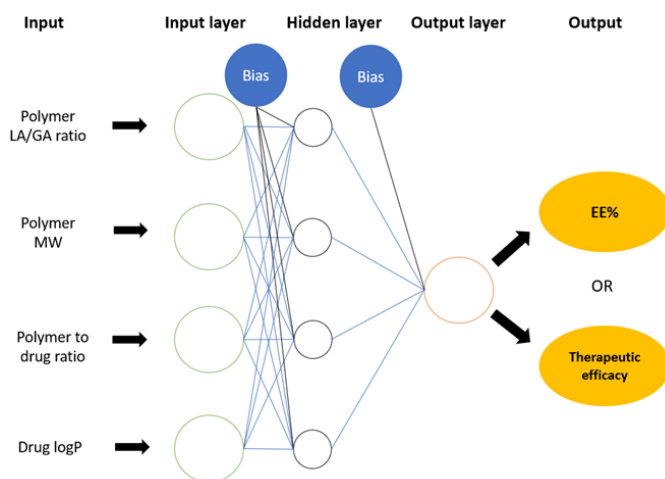 Input
Input layer
Hidden layer
Output layer
Output
Bias
Bias
Polymer
LA/GA ratio
Polymer
MW
EE%
OR
Polymer to
drug ratio
Therapeutic
efficacy
Drug logP